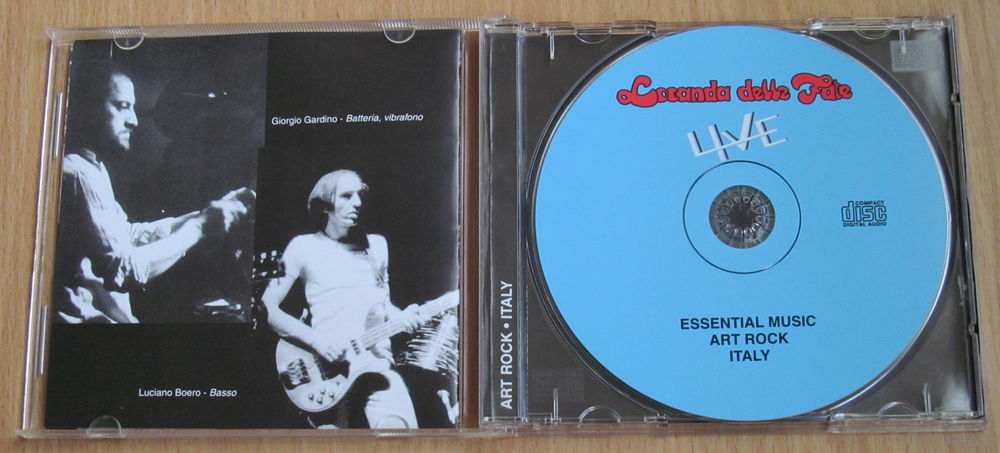 Giorgio Gardino - Batteria, vibrafono
Luciano Boero - Basso
ART ROCK • ITALY
Locanda delle Fate
LIVE
COMPACT
disc
DIGITAL AUDIO
ESSENTIAL MUSIC
ART ROCK
ITALY